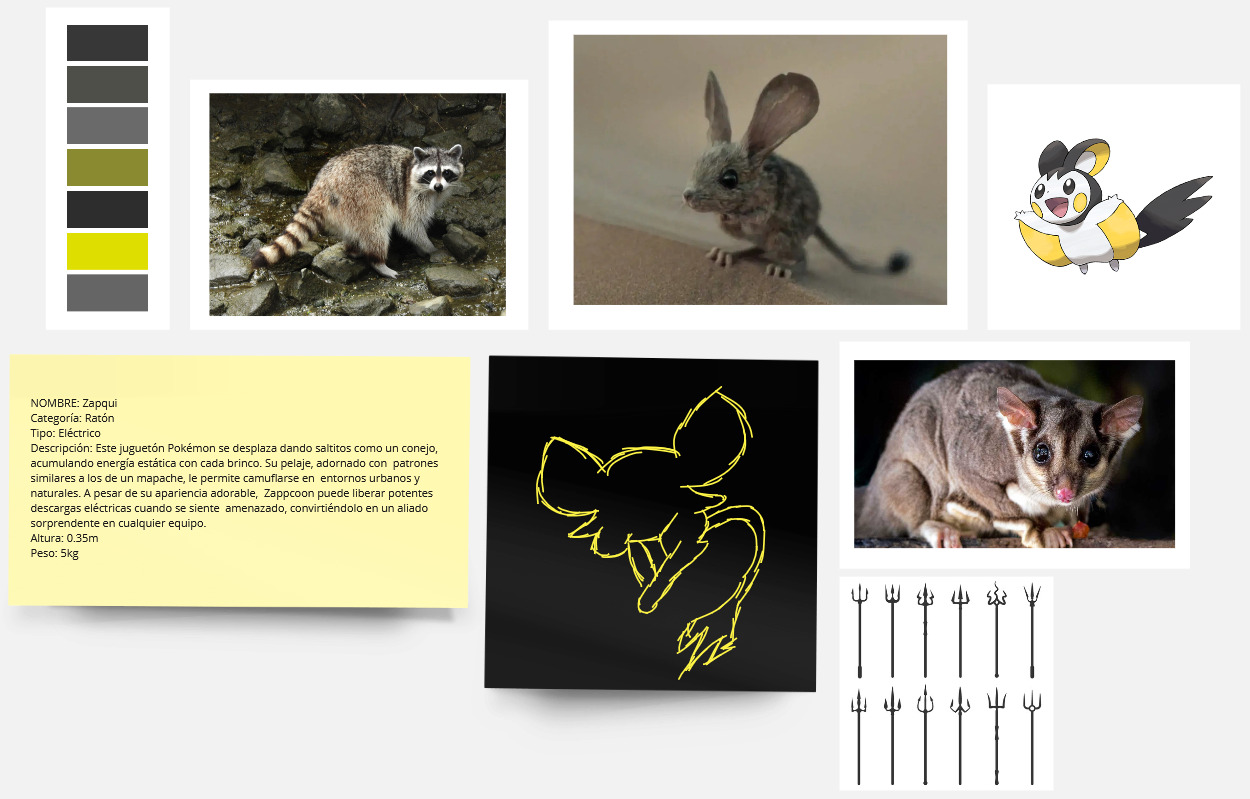 NOMBRE: Zapqui
Categoría: Ratón
Tipo: Eléctrico
Descripción: Este juguetón Pokémon se desplaza dando saltitos como un conejo,
acumulando energía estática con cada brinco. Su pelaje, adornado con patrones
similares a los de un mapache, le permite camuflarse en entornos urbanos y
naturales. A pesar de su apariencia adorable, Zappcoon puede liberar potentes
descargas eléctricas cuando se siente amenazado, convirtiéndolo en un aliado
sorprendente en cualquier equipo.
Altura: 0.35m
Peso: 5kg